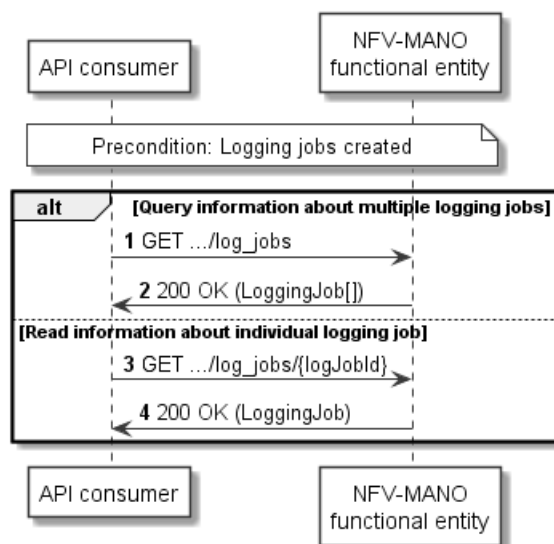 API consumer
NFV-MANO
functional entity
Precondition: Logging jobs created
alt [Query information about multiple logging jobs]
1 GET .../log_jobs
2 200 OK (LoggingJob[])
[Read information about individual logging job]
3 GET .../log_jobs/{logJobId}
4 200 OK (LoggingJob)
API consumer
NFV-MANO
functional entity